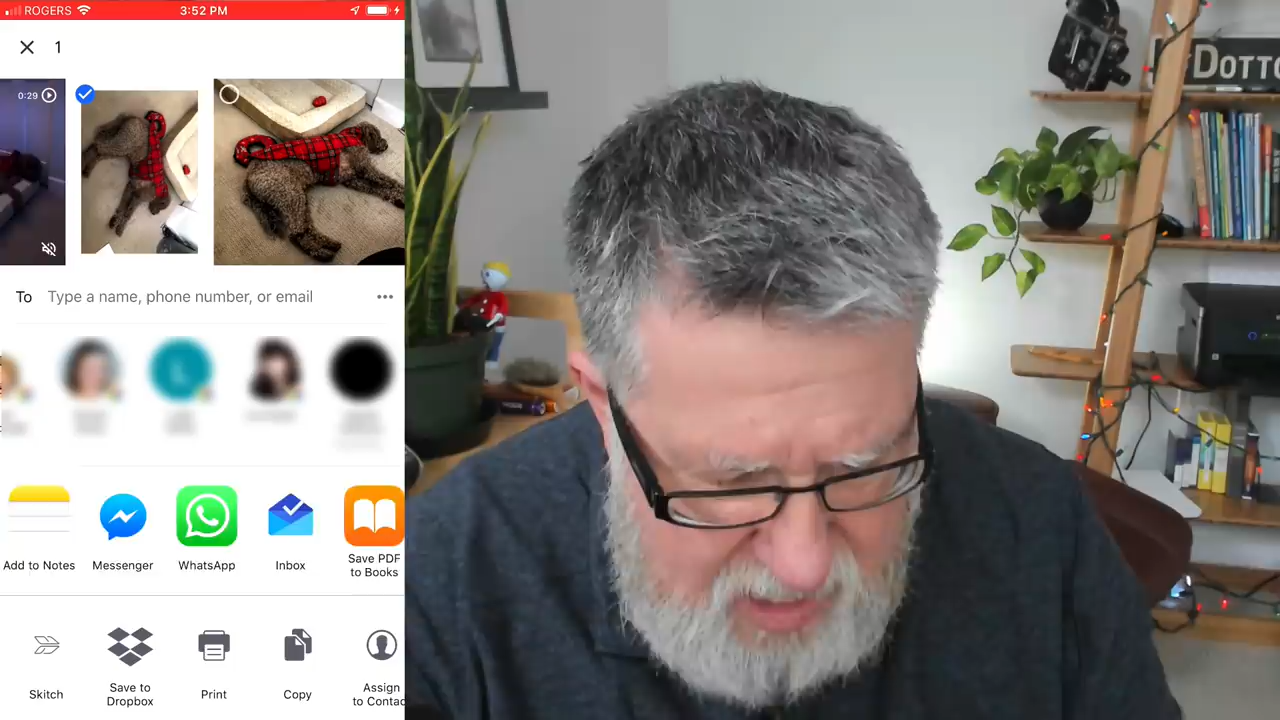 ROGERS 3:52 PM
1
0:29
To Type a name, phone number, or email
Add to Notes
Messenger
WhatsApp
Inbox
Save PDF
to Books
Skitch
Save to
Dropbox
Print
Copy
Assign
to Contac
DOTTO